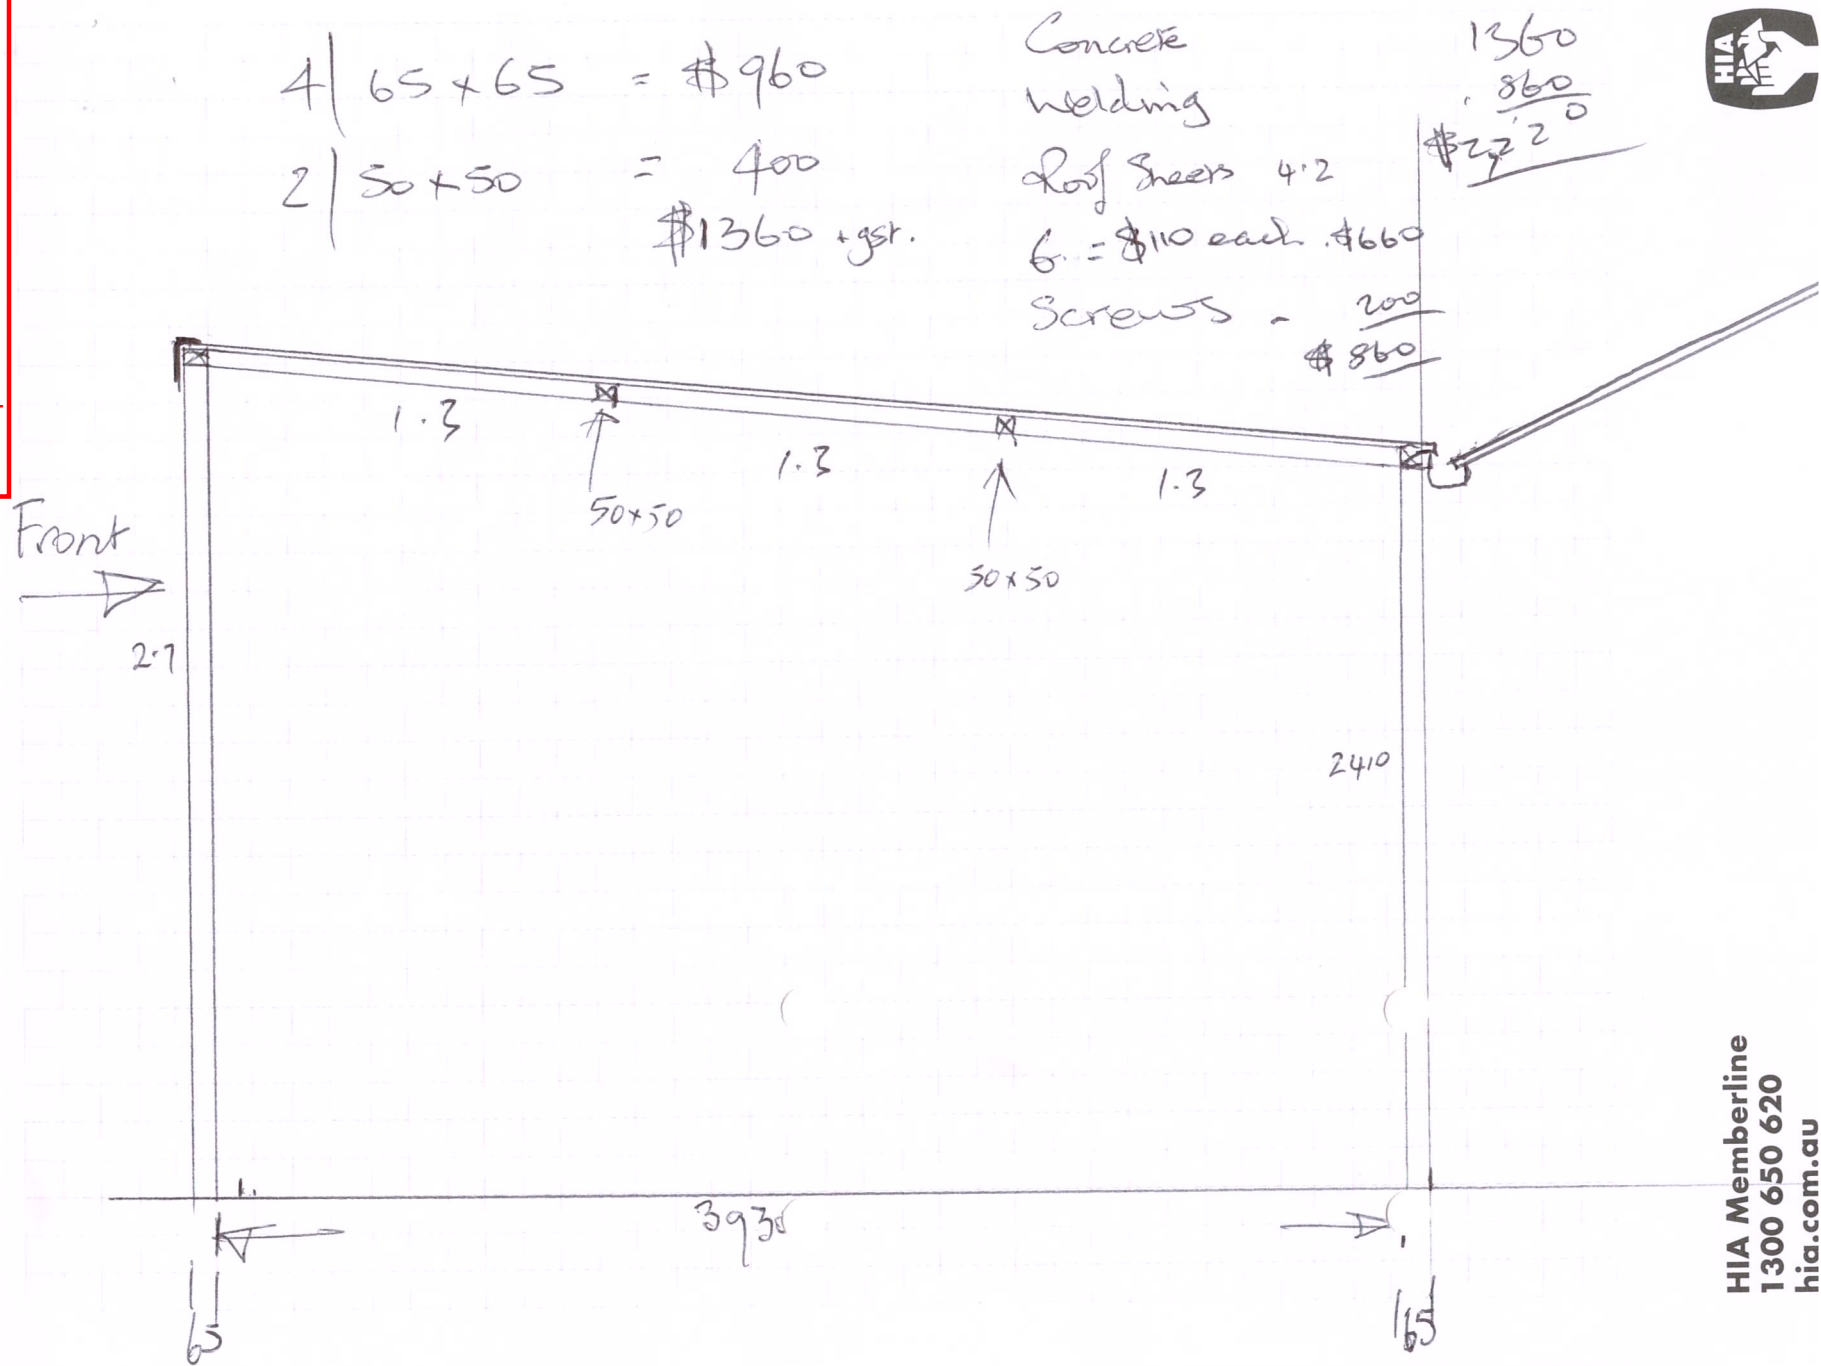 4 | 65 x 65 = $960
2 | 50 x 50 = 400
$1360 + gst.
Concrete
Welding
Roof Sheets 4.2
6 = $110 each. $660
Screws - 200
$860
1360
860
$2220
HIA
1.3
1.3
1.3
50x50
50x50
Front
2.7
2410
3930
65
65
HIA Memberline
1300 650 620
hia.com.au